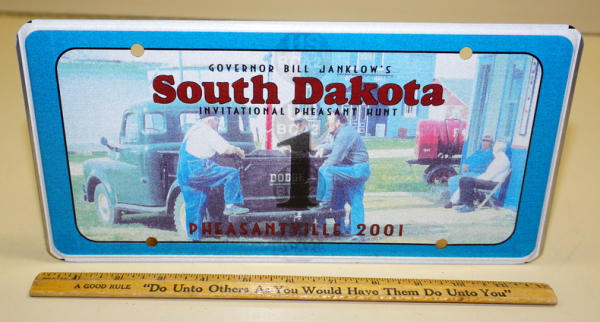 GOVERNOR BILL JANKLOW'S
South Dakota
INVITATIONAL PHEASANT HUNT
1
DODGE
PHEASANTVILLE 2001
A GOOD RULE "Do Unto Others As You Would Have Them Do Unto You"